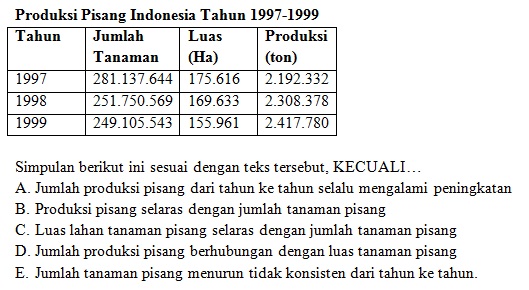 Produksi Pisang Indonesia Tahun 1997-1999
Tahun Jumlah Tanaman Luas (Ha) Produksi (ton)
1997 281.137.644 175.616 2.192.332
1998 251.750.569 169.633 2.308.378
1999 249.105.543 155.961 2.417.780
Simpulan berikut ini sesuai dengan teks tersebut, KECUALI…
A. Jumlah produksi pisang dari tahun ke tahun selalu mengalami peningkatan
B. Produksi pisang selaras dengan jumlah tanaman pisang
C. Luas lahan tanaman pisang selaras dengan jumlah tanaman pisang
D. Jumlah produksi pisang berhubungan dengan luas tanaman pisang
E. Jumlah tanaman pisang menurun tidak konsisten dari tahun ke tahun.